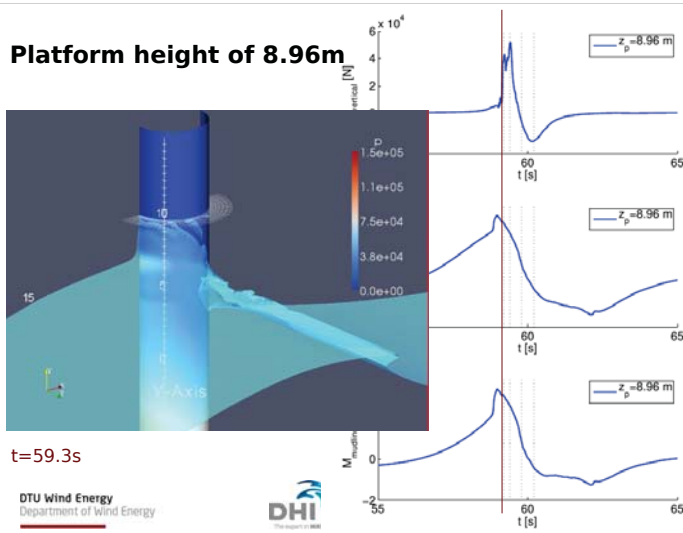 Platform height of 8.96m
x 10^4
6
4
2
0
vertical [N]
z_p=8.96 m
60
65
t [s]
p
1.5e+05
1.1e+05
7.5e+04
3.8e+04
0.0e+00
10
15
Y-Axis
z_p=8.96 m
60
65
t [s]
z_p=8.96 m
M mudline
0
-2
55
60
65
t [s]
t=59.3s
DTU Wind Energy
Department of Wind Energy
DHI